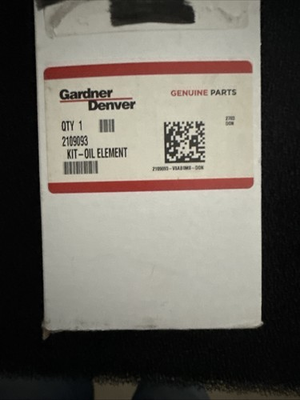 Gardner
Denver
GENUINE PARTS
QTY 1
2109093
KIT-OIL ELEMENT